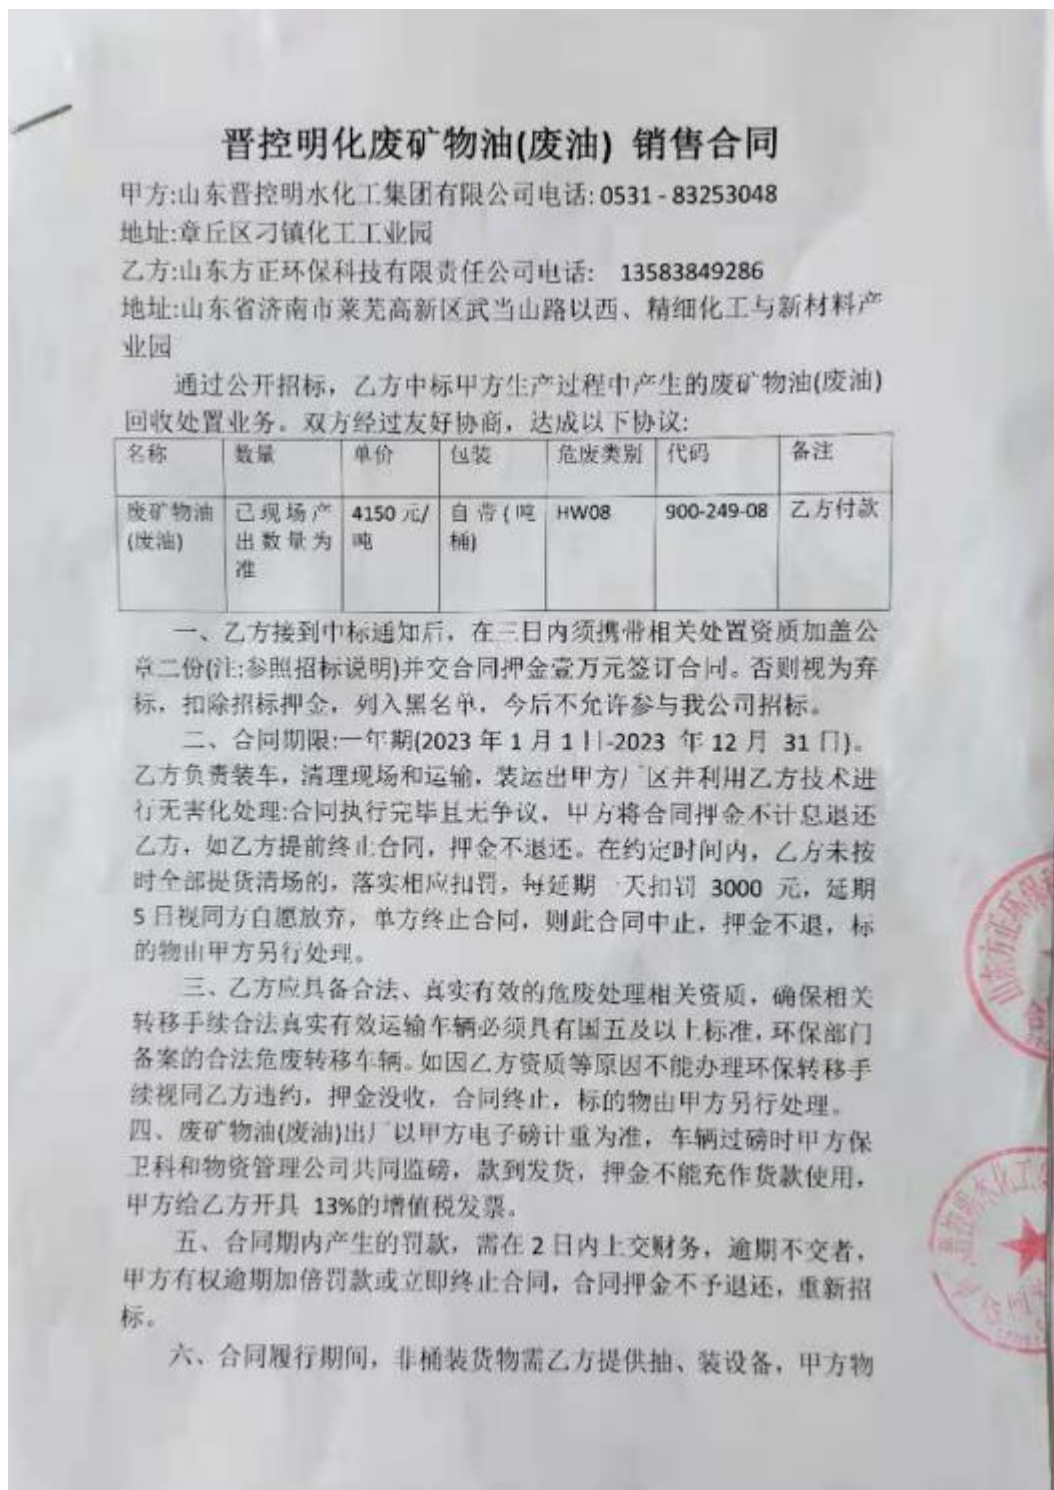 晋控明化废矿物油(废油) 销售合同
甲方:山东晋控明水化工集团有限公司电话: 0531 - 83253048
地址:章丘区刁镇化工工业园
乙方:山东方正环保科技有限责任公司电话: 13583849286
地址:山东省济南市莱芜高新区武当山路以西、精细化工与新材料产
业园
通过公开招标，乙方中标甲方生产过程中产生的废矿物油(废油)
回收处置业务。双方经过友好协商，达成以下协议:
名称 数量 单价 包装 危废类别 代码 备注
废矿物油 已现场产 4150 元/ 自带(吨 HW08 900-249-08 乙方付款
(废油) 出数量为 吨 桶)
准
一、乙方接到中标通知后，在三日内须携带相关处置资质加盖公
章二份(注:参照招标说明)并交合同押金壹万元签订合同。否则视为弃
标，扣除招标押金，列入黑名单，今后不允许参与我公司招标。
二、合同期限:一年期(2023 年 1 月 1 日-2023 年 12 月 31 日)。
乙方负责装车，清理现场和运输，装运出甲方厂区并利用乙方技术进
行无害化处理:合同执行完毕且无争议，甲方将合同押金不计息退还
乙方，如乙方提前终止合同，押金不退还。在约定时间内，乙方未按
时全部提货清场的，落实相应扣罚，每延期一天扣罚 3000 元，延期
5 日视同方自愿放弃，单方终止合同，则此合同中止，押金不退，标
的物由甲方另行处理。
三、乙方应具备合法、真实有效的危废处理相关资质，确保相关
转移手续合法真实有效运输车辆必须具有国五及以上标准，环保部门
备案的合法危废转移车辆。如因乙方资质等原因不能办理环保转移手
续视同乙方违约，押金没收，合同终止，标的物由甲方另行处理。
四、废矿物油(废油)出厂以甲方电子磅计重为准，车辆过磅时甲方保
卫科和物资管理公司共同监磅，款到发货，押金不能充作货款使用，
甲方给乙方开具 13%的增值税发票。
五、合同期内产生的罚款，需在 2 日内上交财务，逾期不交者，
甲方有权逾期加倍罚款或立即终止合同，合同押金不予退还，重新招
标。
六、合同履行期间，非桶装货物需乙方提供抽、装设备，甲方物
山东方正环保
晋控明水化工
合同